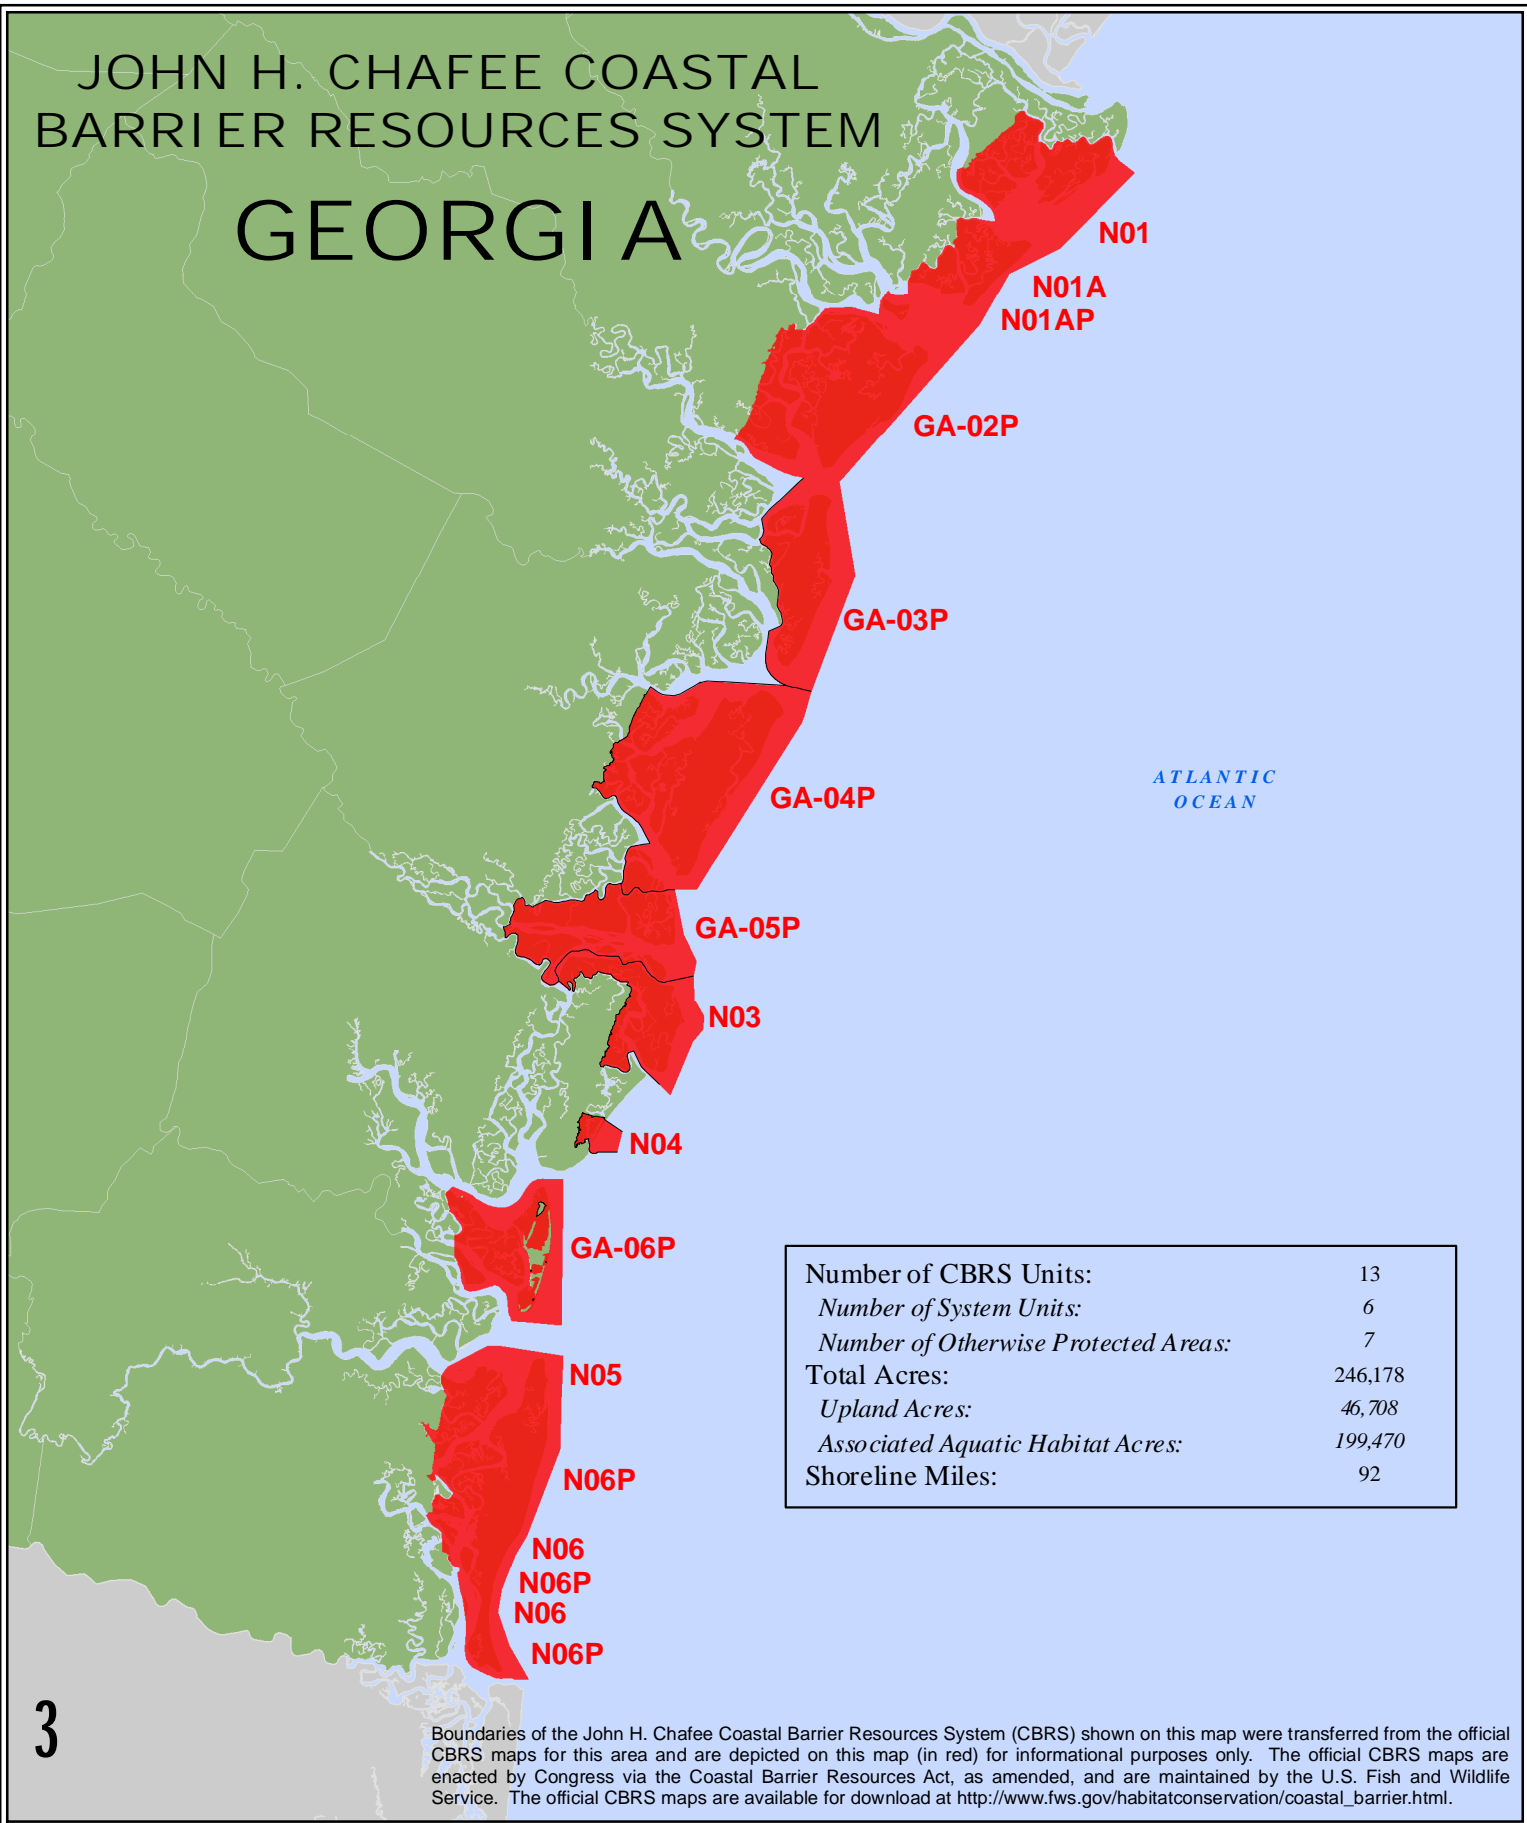 JOHN H. CHAFEE COASTAL
BARRIER RESOURCES SYSTEM
GEORGIA
N01
N01A
N01AP
GA-02P
GA-03P
GA-04P
ATLANTIC
OCEAN
GA-05P
N03
N04
GA-06P
N05
N06P
N06
N06P
N06
N06P
Number of CBRS Units: 13
Number of System Units: 6
Number of Otherwise Protected Areas: 7
Total Acres: 246,178
Upland Acres: 46,708
Associated Aquatic Habitat Acres: 199,470
Shoreline Miles: 92
3
Boundaries of the John H. Chafee Coastal Barrier Resources System (CBRS) shown on this map were transferred from the official
CBRS maps for this area and are depicted on this map (in red) for informational purposes only. The official CBRS maps are
enacted by Congress via the Coastal Barrier Resources Act, as amended, and are maintained by the U.S. Fish and Wildlife
Service. The official CBRS maps are available for download at http://www.fws.gov/habitatconservation/coastal_barrier.html.